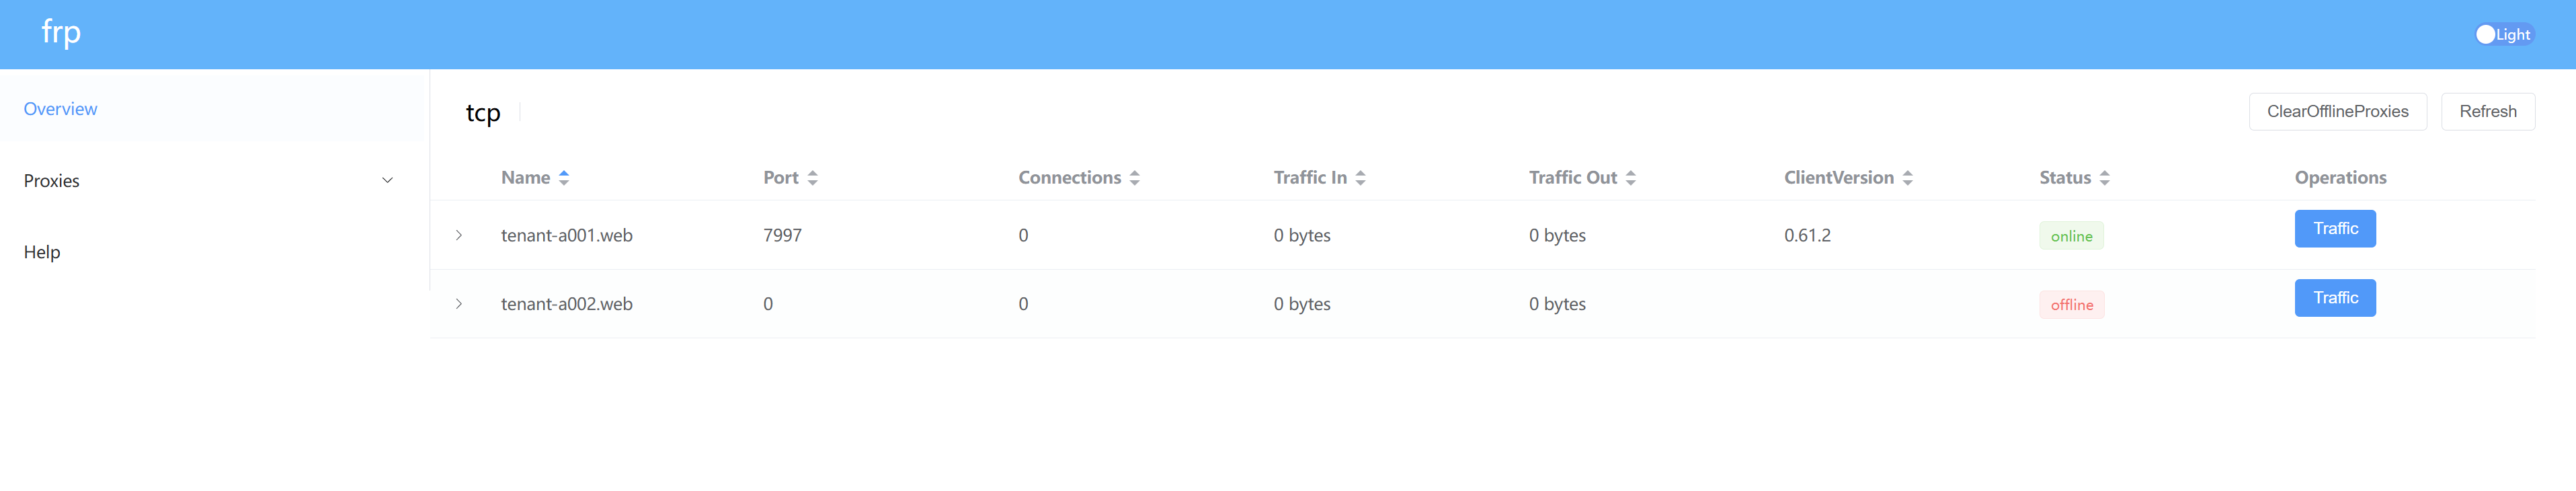 frp
Light
Overview
Proxies
Help
tcp
ClearOfflineProxies Refresh
Name Port Connections Traffic In Traffic Out ClientVersion Status Operations
tenant-a001.web 7997 0 0 bytes 0 bytes 0.61.2 online Traffic
tenant-a002.web 0 0 0 bytes 0 bytes offline Traffic